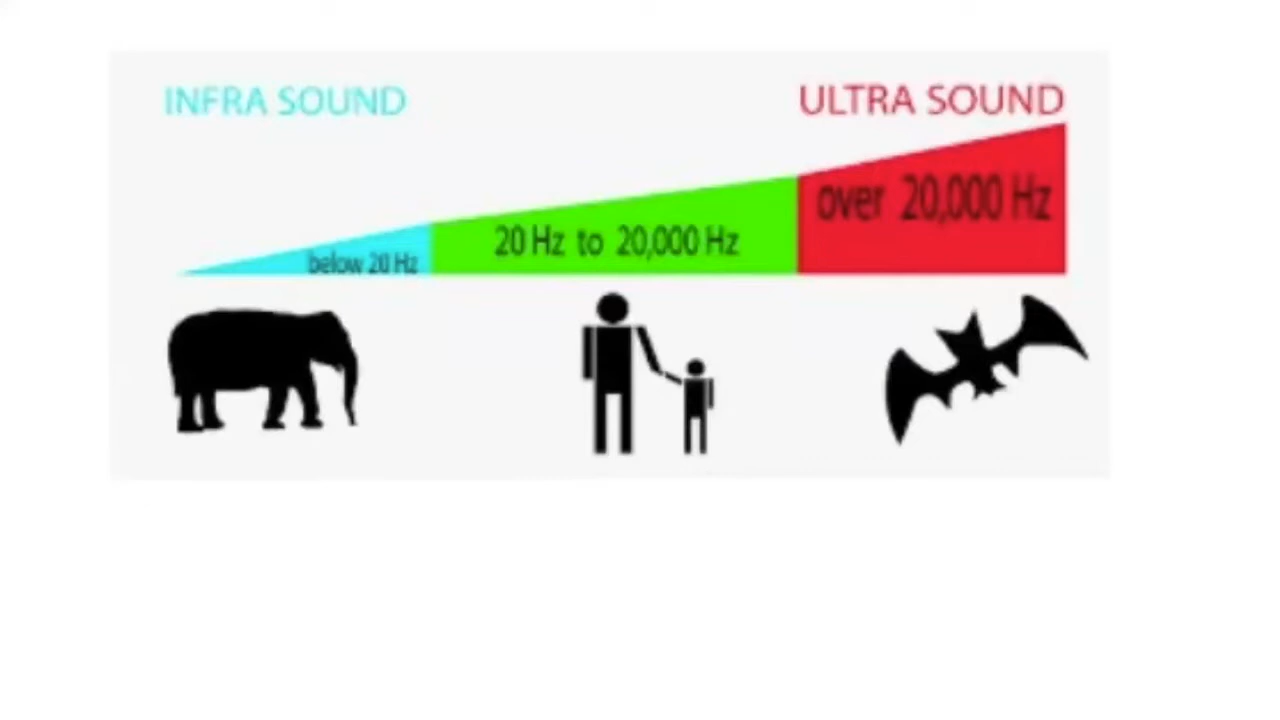 INFRA SOUND
ULTRA SOUND
below 20 Hz
20 Hz to 20,000 Hz
over 20,000 Hz